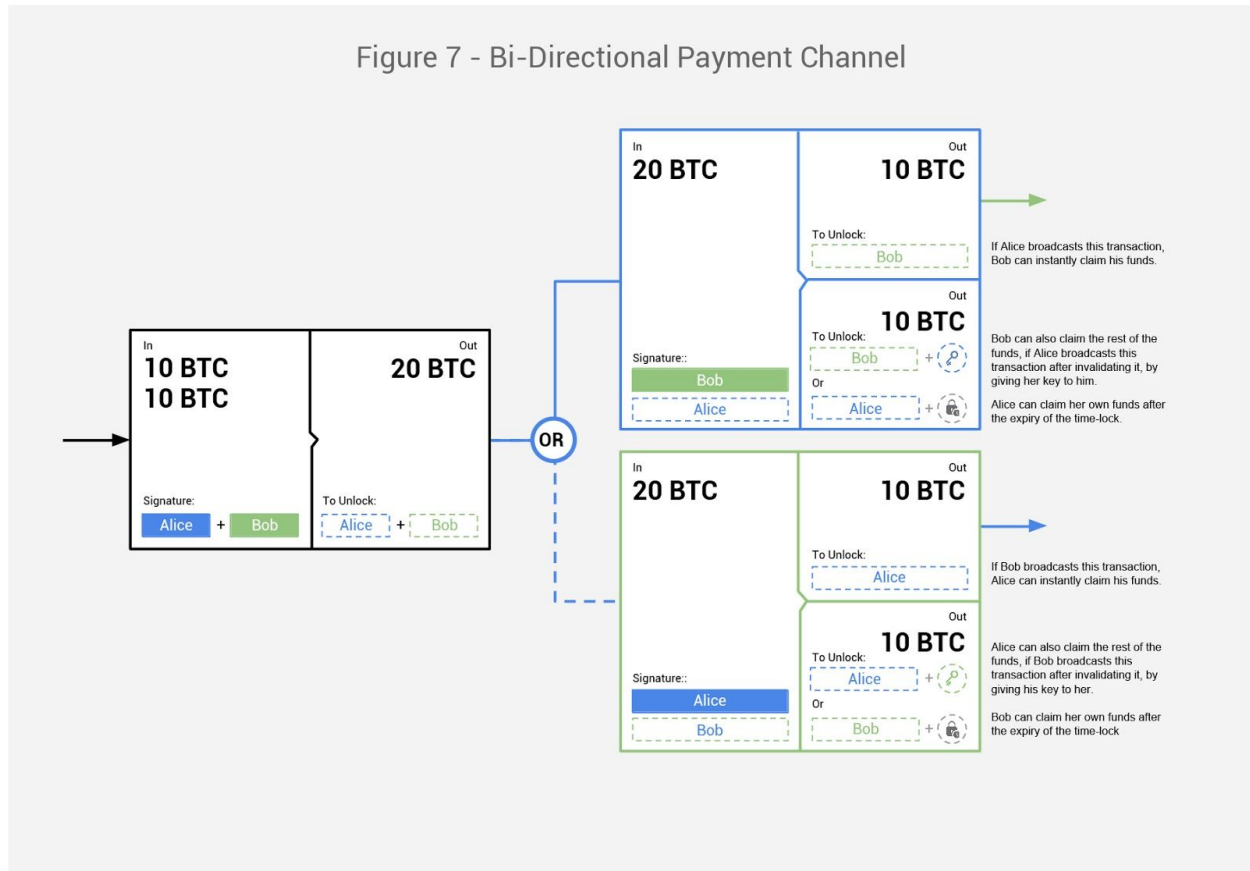 Figure 7 - Bi-Directional Payment Channel
In
10 BTC
10 BTC
Signature:
Alice + Bob
Out
20 BTC
To Unlock:
Alice + Bob
OR
In
20 BTC
Signature::
Bob
Alice
Out
10 BTC
To Unlock:
Bob
Out
10 BTC
To Unlock:
Bob +
Or
Alice +
If Alice broadcasts this transaction,
Bob can instantly claim his funds.
Bob can also claim the rest of the
funds, if Alice broadcasts this
transaction after invalidating it, by
giving her key to him.
Alice can claim her own funds after
the expiry of the time-lock.
In
20 BTC
Signature::
Alice
Bob
Out
10 BTC
To Unlock:
Alice
Out
10 BTC
To Unlock:
Alice +
Or
Bob +
If Bob broadcasts this transaction,
Alice can instantly claim his funds.
Alice can also claim the rest of the
funds, if Bob broadcasts this
transaction after invalidating it, by
giving his key to her.
Bob can claim her own funds after
the expiry of the time-lock